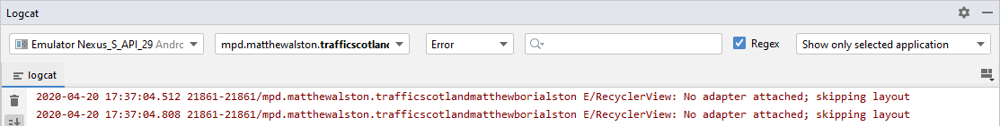 Logcat
Emulator Nexus_S_API_29 Andro
mpd.matthewalston.trafficscotland
Error
Regex
Show only selected application
logcat
2020-04-20 17:37:04.512 21861-21861/mpd.matthewalston.trafficscotlandmatthewborialston E/RecyclerView: No adapter attached; skipping layout
2020-04-20 17:37:04.808 21861-21861/mpd.matthewalston.trafficscotlandmatthewborialston E/RecyclerView: No adapter attached; skipping layout